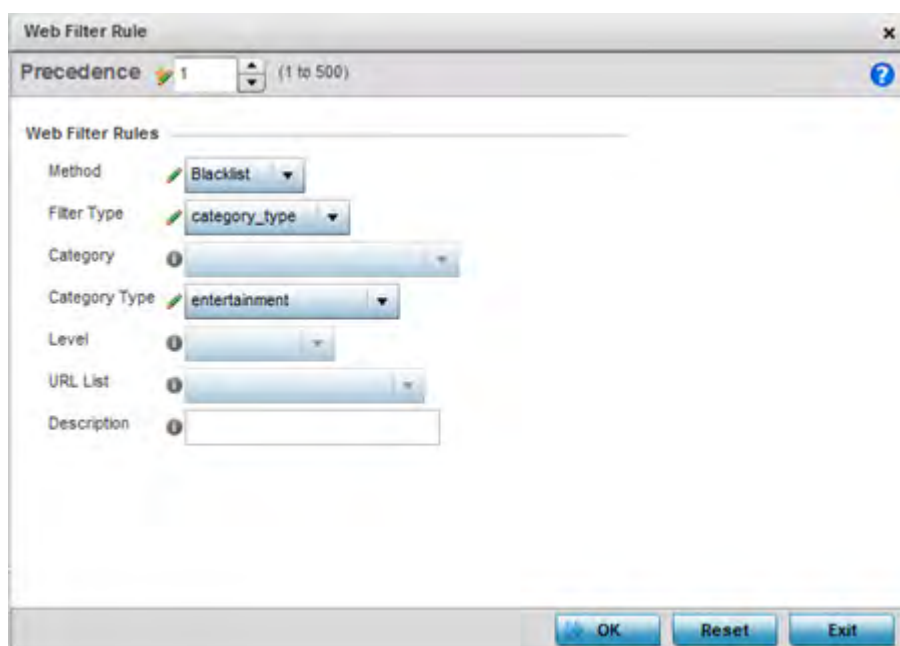 Web Filter Rule
Precedence 1 (1 to 500)
Web Filter Rules
Method Blacklist
Filter Type category_type
Category
Category Type entertainment
Level
URL List
Description
OK Reset Exit